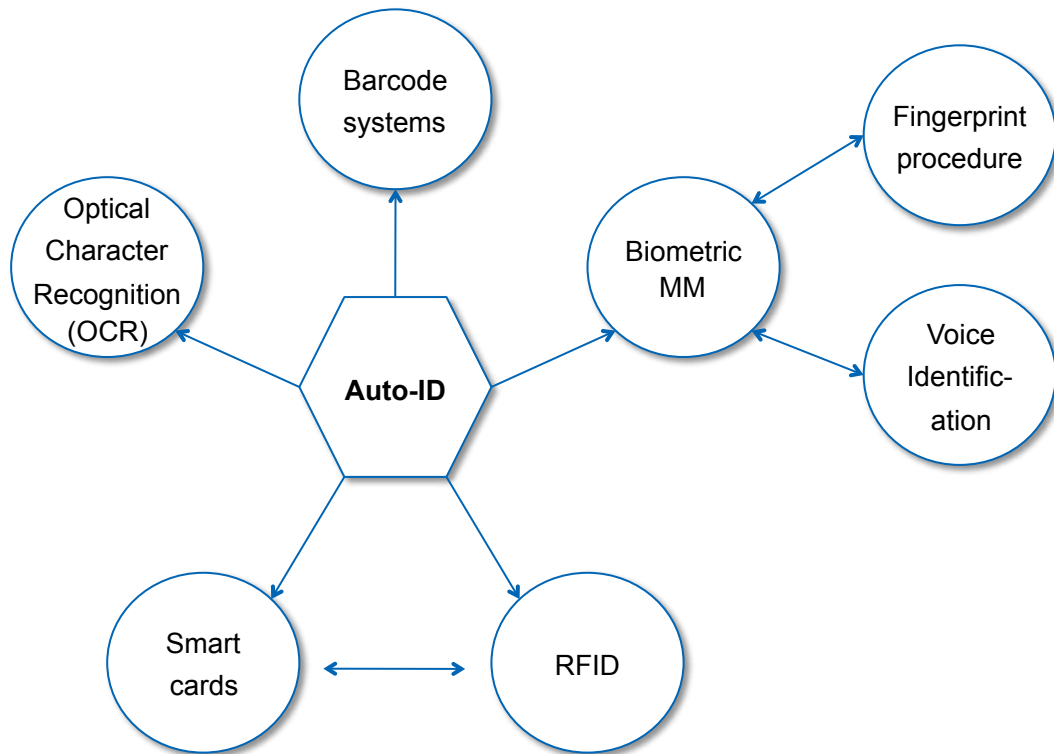 Barcode
systems
Fingerprint
procedure
Optical
Character
Recognition
(OCR)
Biometric
MM
Voice
Identific-
ation
Auto-ID
Smart
cards
RFID